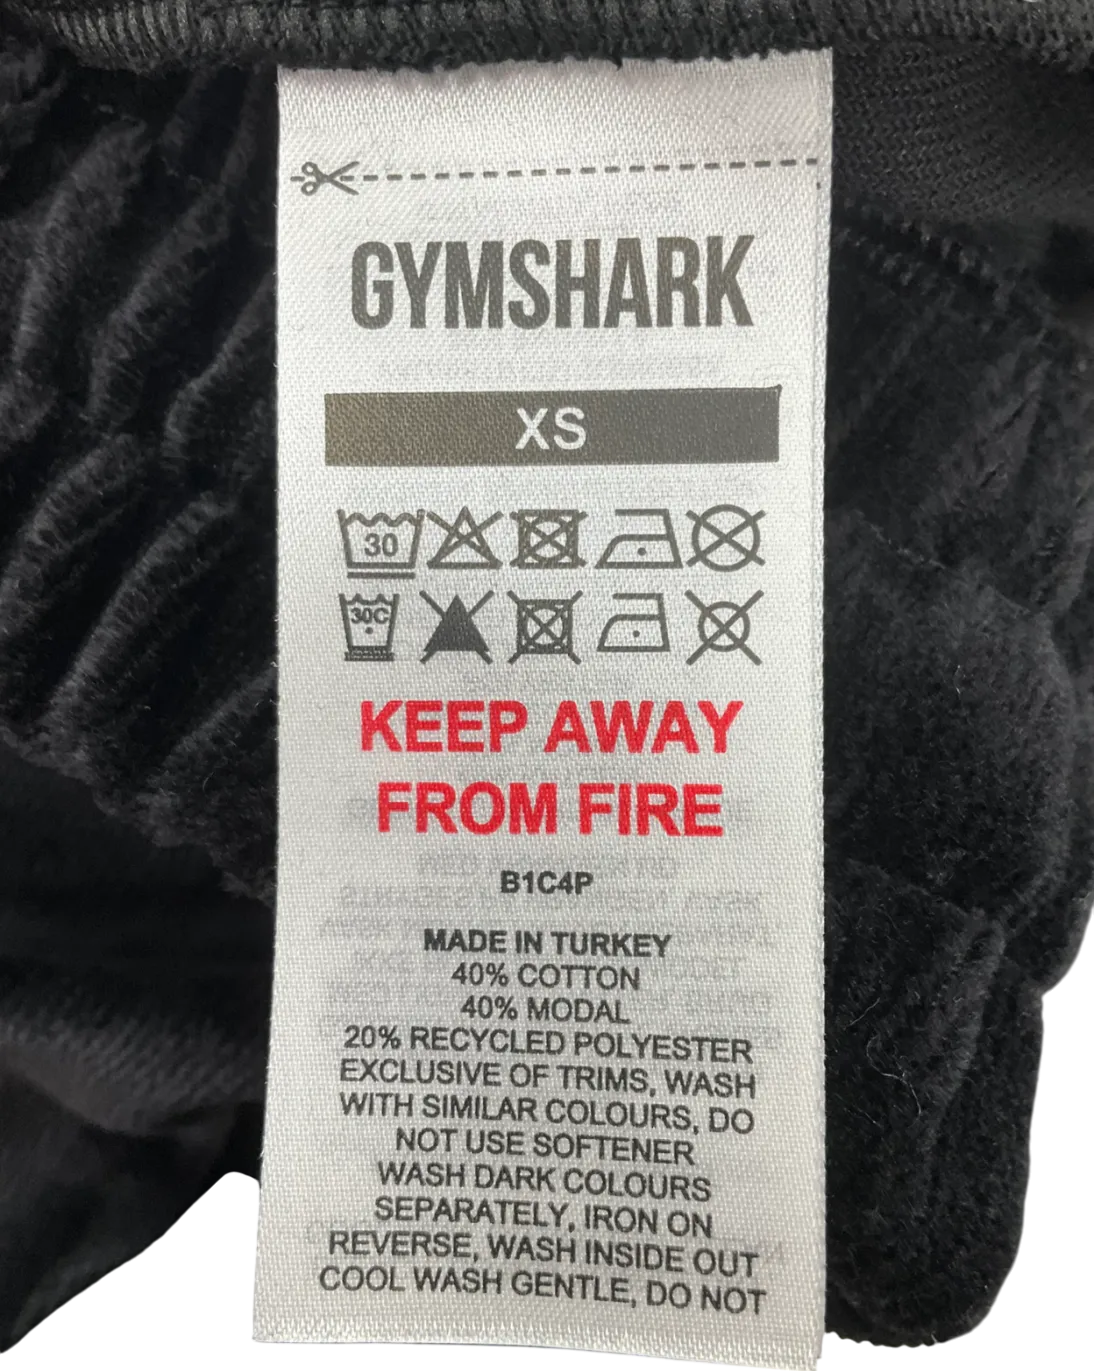 GYMSHARK
XS
30
30C
KEEP AWAY
FROM FIRE
B1C4P
MADE IN TURKEY
40% COTTON
40% MODAL
20% RECYCLED POLYESTER
EXCLUSIVE OF TRIMS, WASH
WITH SIMILAR COLOURS, DO
NOT USE SOFTENER
WASH DARK COLOURS
SEPARATELY, IRON ON
REVERSE, WASH INSIDE OUT
COOL WASH GENTLE, DO NOT